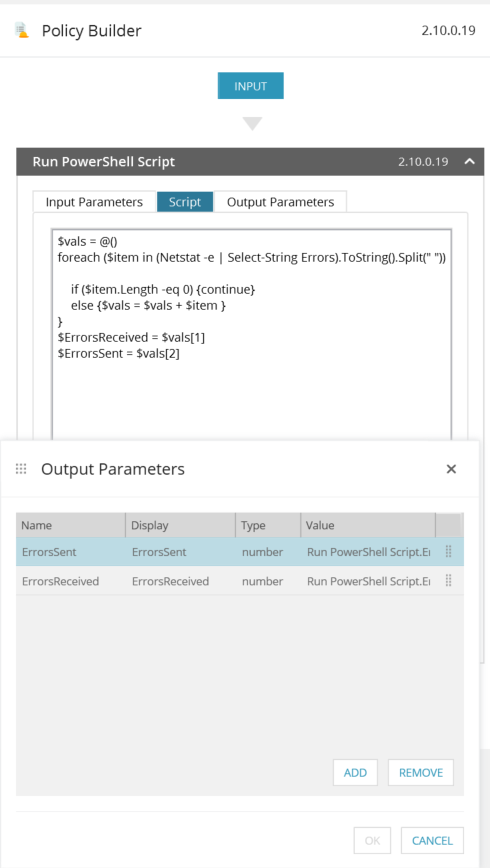 Policy Builder 2.10.0.19
INPUT
Run PowerShell Script 2.10.0.19
Input Parameters Script Output Parameters
$vals = @()
foreach ($item in (Netstat -e | Select-String Errors).ToString().Split(" "))
if ($item.Length -eq 0) {continue}
else {$vals = $vals + $item }
}
$ErrorsReceived = $vals[1]
$ErrorsSent = $vals[2]
Output Parameters
Name Display Type Value
ErrorsSent ErrorsSent number Run PowerShell Script.
ErrorsReceived ErrorsReceived number Run PowerShell Script.
ADD REMOVE
OK CANCEL